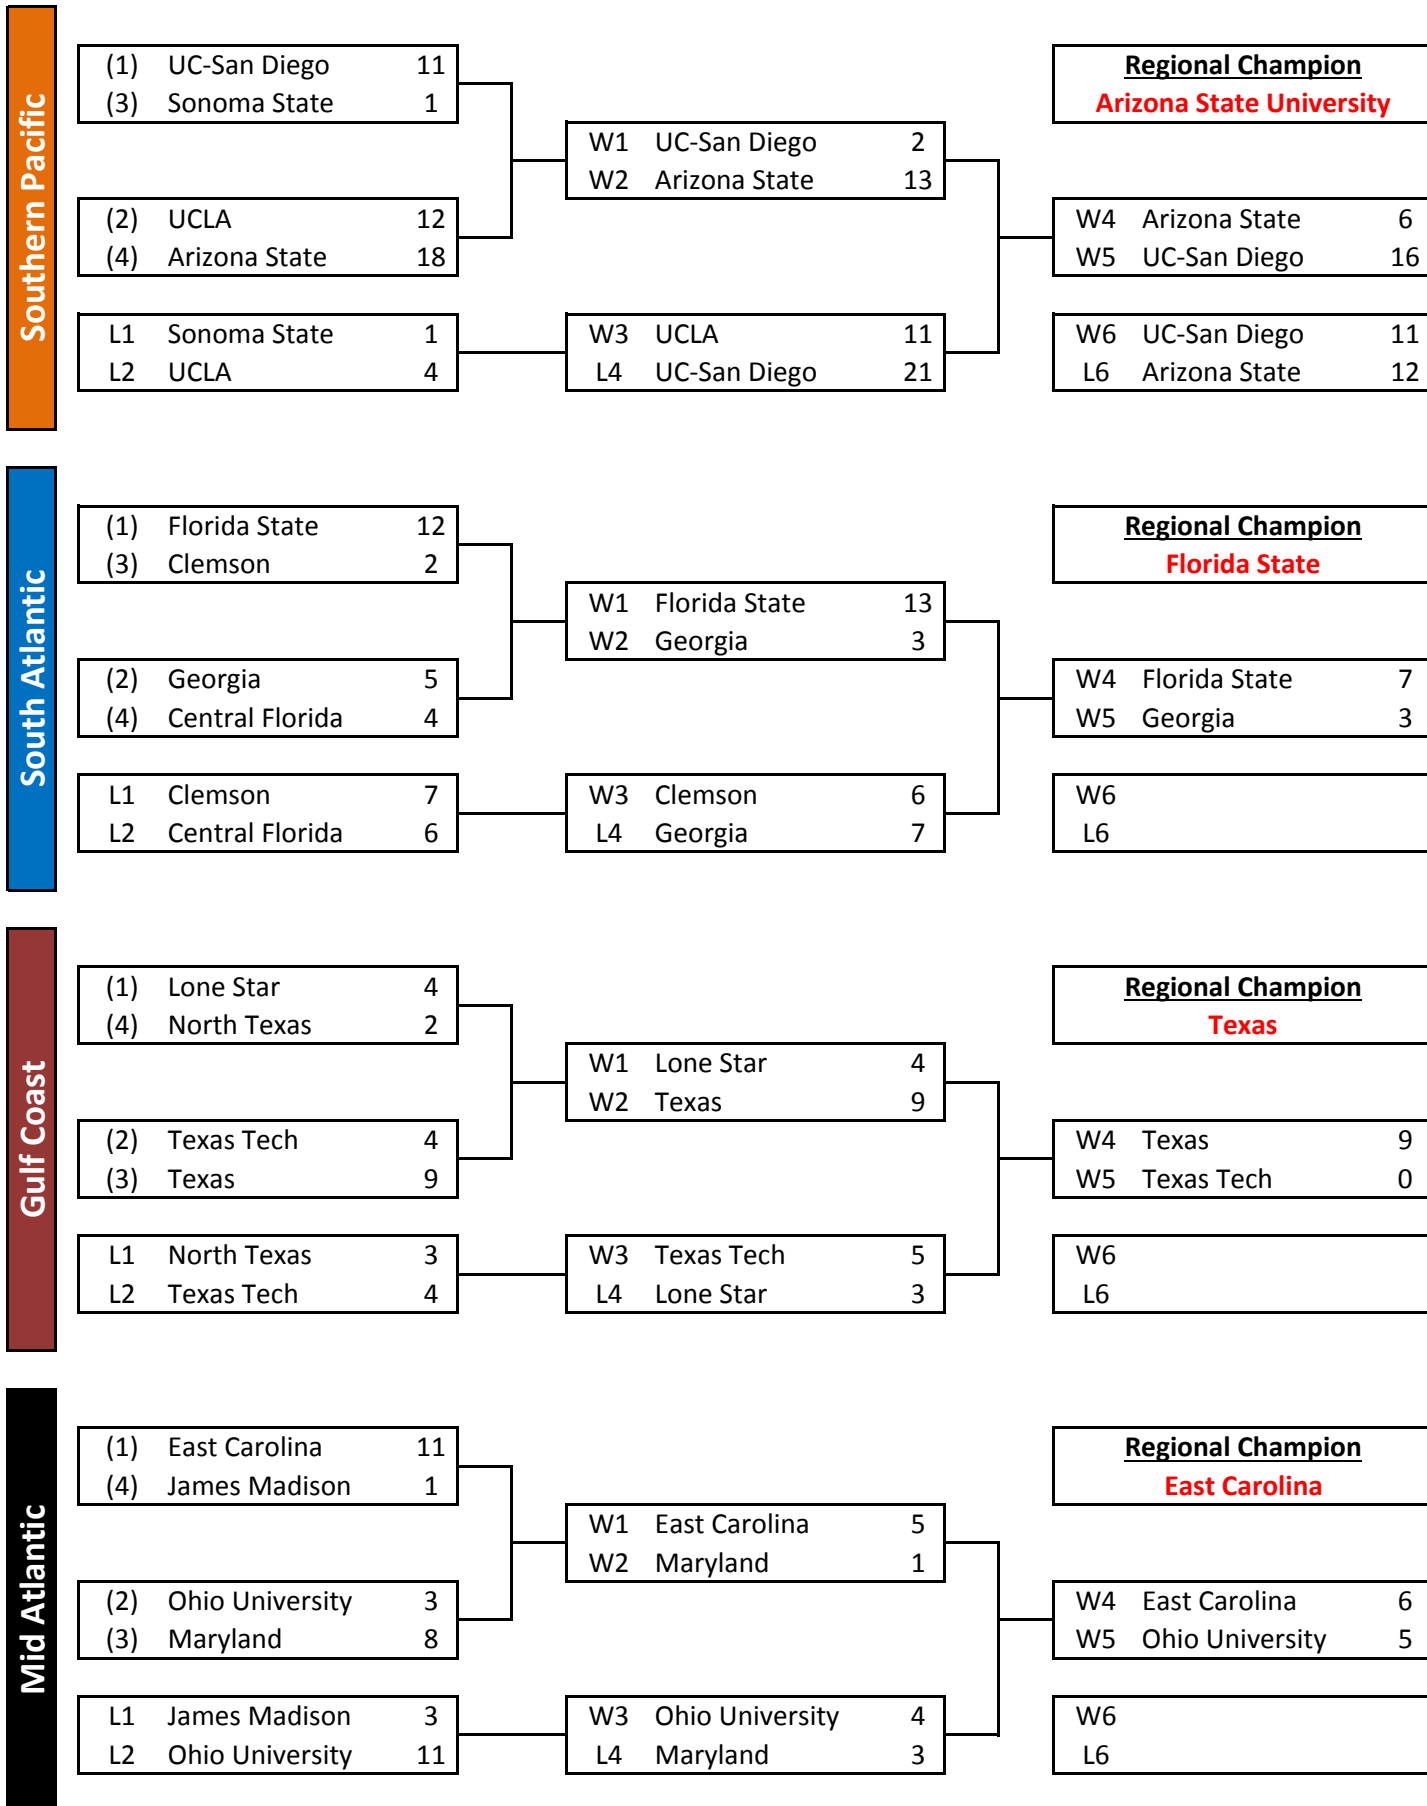 Southern Pacific
(1) UC-San Diego 11
(3) Sonoma State 1
(2) UCLA 12
(4) Arizona State 18
L1 Sonoma State 1
L2 UCLA 4
W1 UC-San Diego 2
W2 Arizona State 13
W3 UCLA 11
L4 UC-San Diego 21
Regional Champion
Arizona State University
W4 Arizona State 6
W5 UC-San Diego 16
W6 UC-San Diego 11
L6 Arizona State 12
South Atlantic
(1) Florida State 12
(3) Clemson 2
(2) Georgia 5
(4) Central Florida 4
L1 Clemson 7
L2 Central Florida 6
W1 Florida State 13
W2 Georgia 3
W3 Clemson 6
L4 Georgia 7
Regional Champion
Florida State
W4 Florida State 7
W5 Georgia 3
W6
L6
Gulf Coast
(1) Lone Star 4
(4) North Texas 2
(2) Texas Tech 4
(3) Texas 9
L1 North Texas 3
L2 Texas Tech 4
W1 Lone Star 4
W2 Texas 9
W3 Texas Tech 5
L4 Lone Star 3
Regional Champion
Texas
W4 Texas 9
W5 Texas Tech 0
W6
L6
Mid Atlantic
(1) East Carolina 11
(4) James Madison 1
(2) Ohio University 3
(3) Maryland 8
L1 James Madison 3
L2 Ohio University 11
W1 East Carolina 5
W2 Maryland 1
W3 Ohio University 4
L4 Maryland 3
Regional Champion
East Carolina
W4 East Carolina 6
W5 Ohio University 5
W6
L6